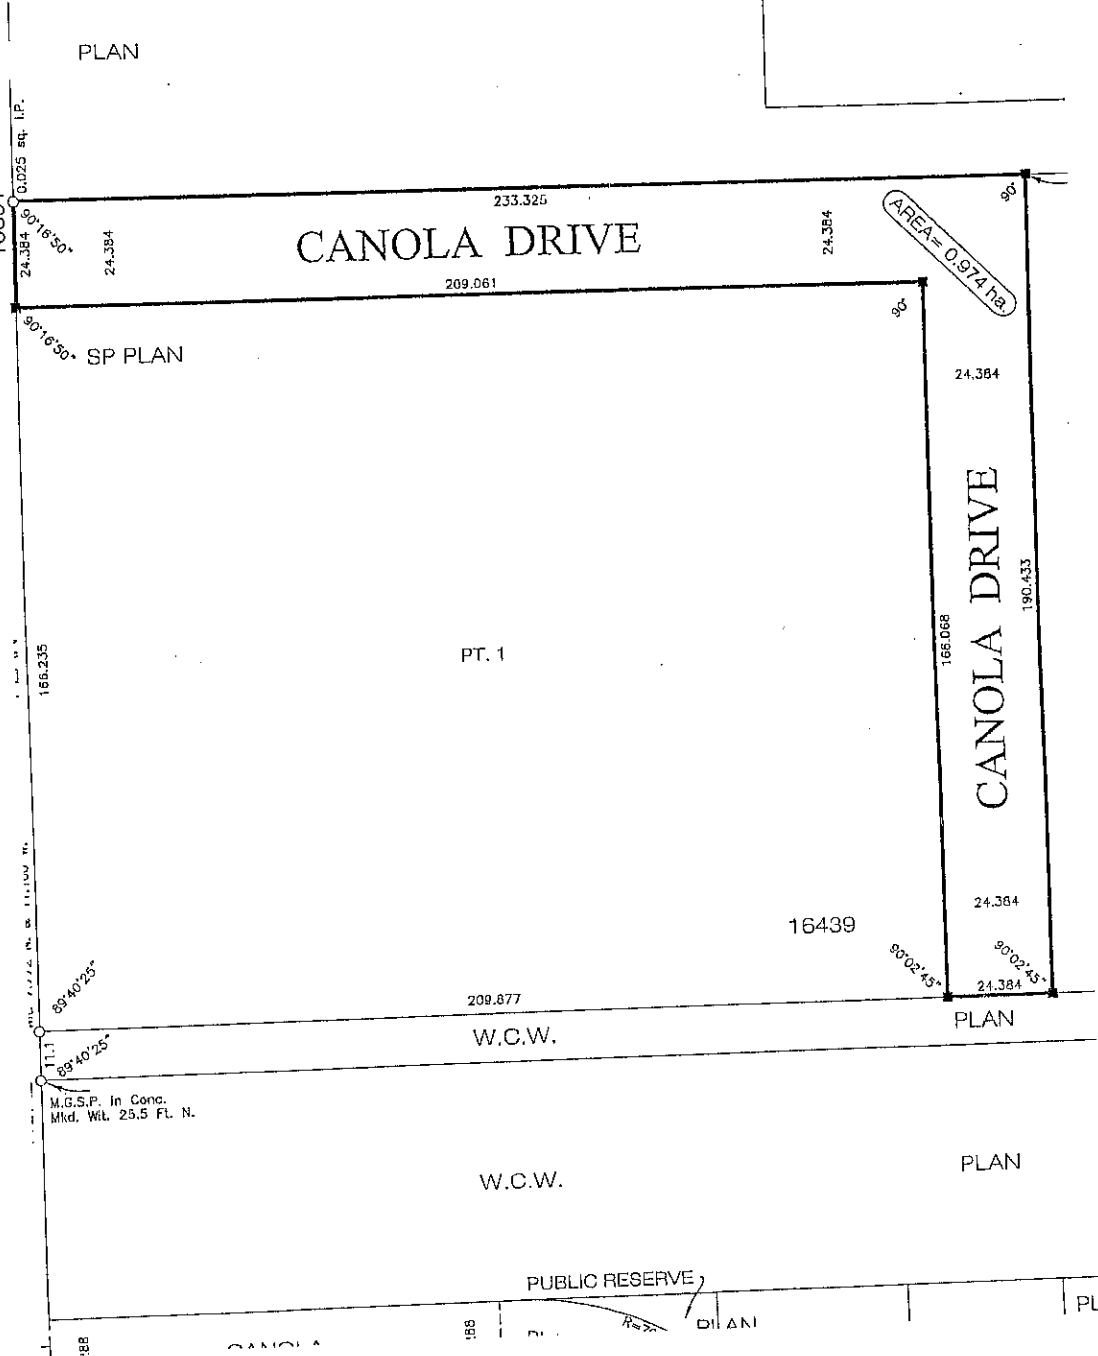 PLAN
0.025 sq. I.P.
233.325
90°
90°16'50"
24.384
24.384
CANOLA DRIVE
24.384
AREA= 0.974 ha.
209.061
90°
90°16'50"
SP PLAN
24.384
CANOLA DRIVE
190.433
166.068
166.235
PT. 1
24.384
16439
90°02'45"
90°02'45"
24.384
89°40'25"
209.877
PLAN
W.C.W.
11.1
89°40'25"
M.G.S.P. in Conc.
Mkd. Wit. 25.5 Ft. N.
PLAN
W.C.W.
PUBLIC RESERVE
PLAN
CANOLA